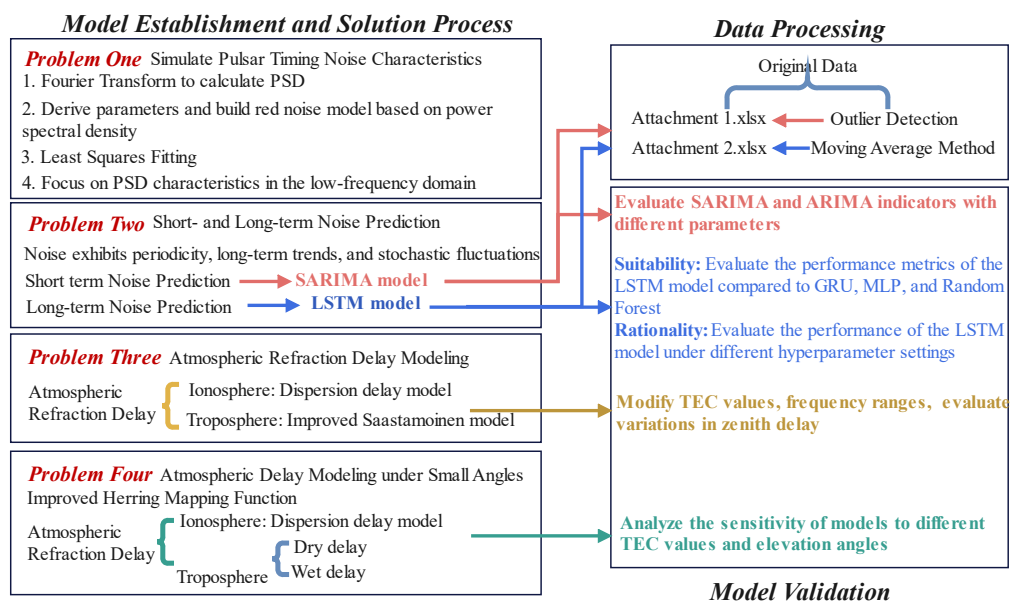 Model Establishment and Solution Process
Problem One Simulate Pulsar Timing Noise Characteristics
1. Fourier Transform to calculate PSD
2. Derive parameters and build red noise model based on power
spectral density
3. Least Squares Fitting
4. Focus on PSD characteristics in the low-frequency domain
Problem Two Short- and Long-term Noise Prediction
Noise exhibits periodicity, long-term trends, and stochastic fluctuations
Short term Noise Prediction SARIMA model
Long-term Noise Prediction LSTM model
Problem Three Atmospheric Refraction Delay Modeling
Atmospheric
Refraction Delay
Ionosphere: Dispersion delay model
Troposphere: Improved Saastamoinen model
Problem Four Atmospheric Delay Modeling under Small Angles
Improved Herring Mapping Function
Atmospheric
Refraction Delay
Ionosphere: Dispersion delay model
Troposphere
Dry delay
Wet delay
Data Processing
Original Data
Attachment 1.xlsx Outlier Detection
Attachment 2.xlsx Moving Average Method
Evaluate SARIMA and ARIMA indicators with
different parameters
Suitability: Evaluate the performance metrics of the
LSTM model compared to GRU, MLP, and Random
Forest
Rationality: Evaluate the performance of the LSTM
model under different hyperparameter settings
Modify TEC values, frequency ranges, evaluate
variations in zenith delay
Analyze the sensitivity of models to different
TEC values and elevation angles
Model Validation